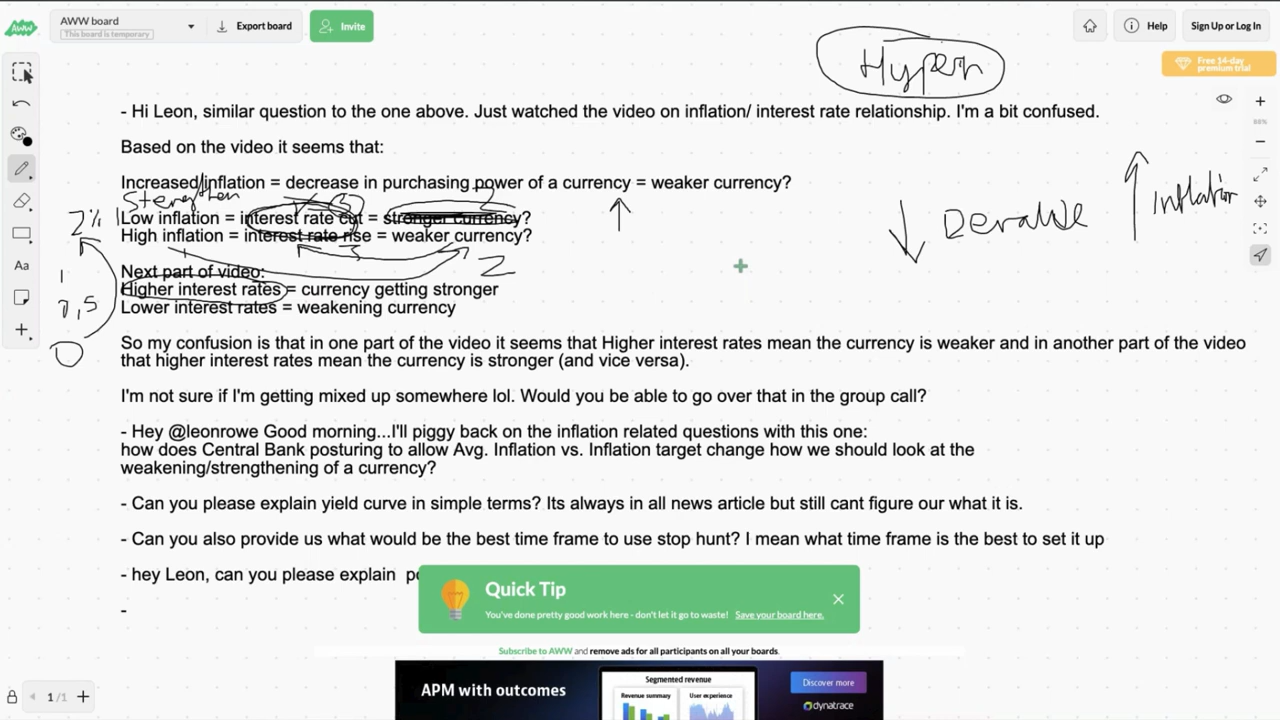 AWW board
This board is temporary
Export board
Invite
Help
Sign Up or Log In
Free 14-day
premium trial
Hyper
- Hi Leon, similar question to the one above. Just watched the video on inflation/ interest rate relationship. I'm a bit confused.
88%
Based on the video it seems that:
Increased inflation = decrease in purchasing power of a currency = weaker currency?
Strengthen
Low inflation = interest rate cut = stronger currency?
High inflation = interest rate rise = weaker currency?
2%
2
3
3
2
Inflation
Next part of video:
Higher interest rates = currency getting stronger
Lower interest rates = weakening currency
1
0
So my confusion is that in one part of the video it seems that Higher interest rates mean the currency is weaker and in another part of the video
that higher interest rates mean the currency is stronger (and vice versa).
I'm not sure if I'm getting mixed up somewhere lol. Would you be able to go over that in the group call?
- Hey @leonrowe Good morning...I'll piggy back on the inflation related questions with this one:
how does Central Bank posturing to allow Avg. Inflation vs. Inflation target change how we should look at the
weakening/strengthening of a currency?
- Can you please explain yield curve in simple terms? Its always in all news article but still cant figure our what it is.
- Can you also provide us what would be the best time frame to use stop hunt? I mean what time frame is the best to set it up
- hey Leon, can you please explain
-
Aa
Quick Tip
You've done pretty good work here - don't let it go to waste! Save your board here.
Subscribe to AWW and remove ads for all participants on all your boards.
1/1
APM with outcomes
Segmented revenue
Revenue summary
User experience
Discover more
dynatrace